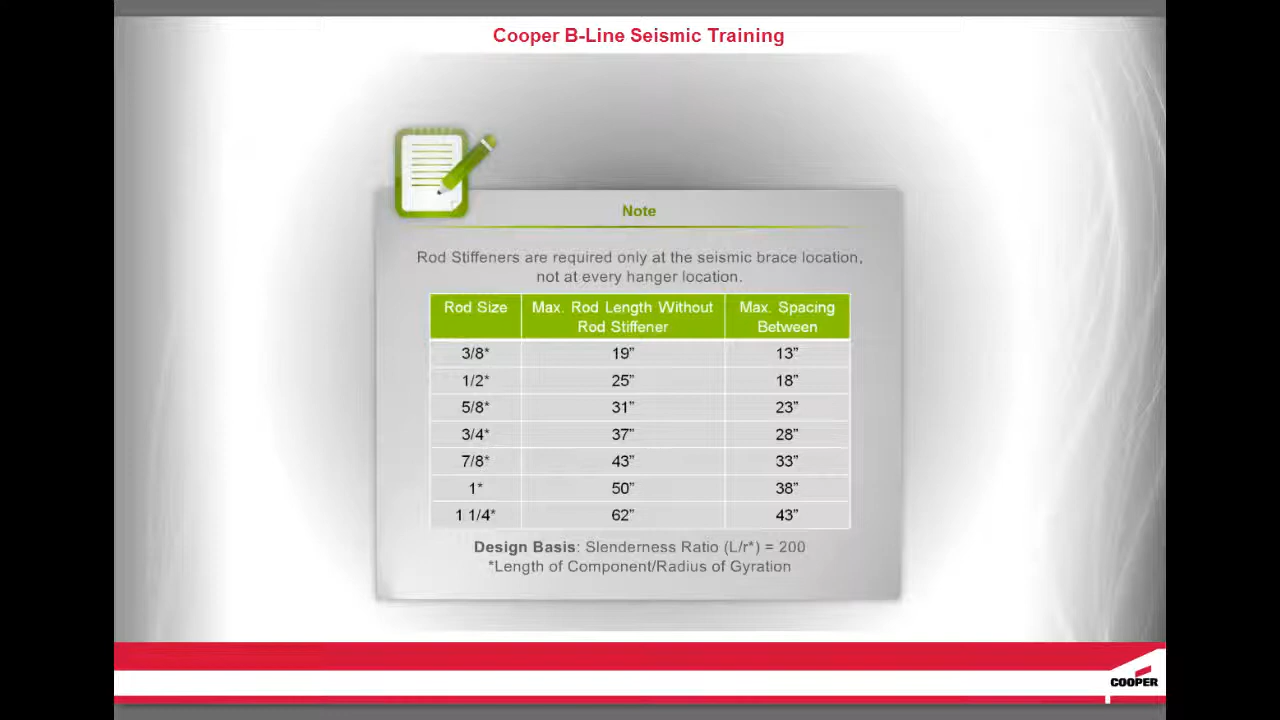 Cooper B-Line Seismic Training
Note
Rod Stiffeners are required only at the seismic brace location,
not at every hanger location.
Rod Size Max. Rod Length Without Rod Stiffener Max. Spacing Between
3/8* 19” 13”
1/2* 25” 18”
5/8* 31” 23”
3/4* 37” 28”
7/8* 43” 33”
1* 50” 38”
1 1/4* 62” 43”
Design Basis: Slenderness Ratio (L/r*) = 200
*Length of Component/Radius of Gyration
COOPER